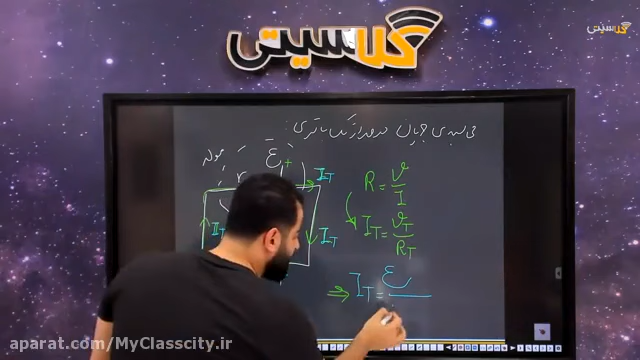 کلاسیتی
کلاسیتی
محاسبه‌ی جریان در مدار تک باتری:
مولد
ε +
r
I_T
R = V/I
I_T
I_T
I_T = V_T/R_T
⇒ I_T = ε
aparat.com/MyClasscity.ir